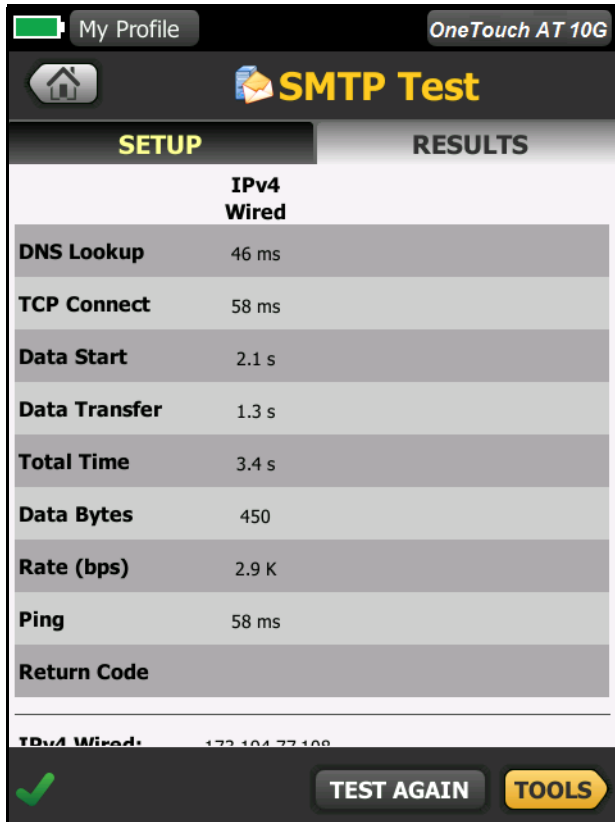 My Profile
OneTouch AT 10G
SMTP Test
SETUP
RESULTS
IPv4
Wired
DNS Lookup 46 ms
TCP Connect 58 ms
Data Start 2.1 s
Data Transfer 1.3 s
Total Time 3.4 s
Data Bytes 450
Rate (bps) 2.9 K
Ping 58 ms
Return Code
IPv4 Wired:
TEST AGAIN
TOOLS